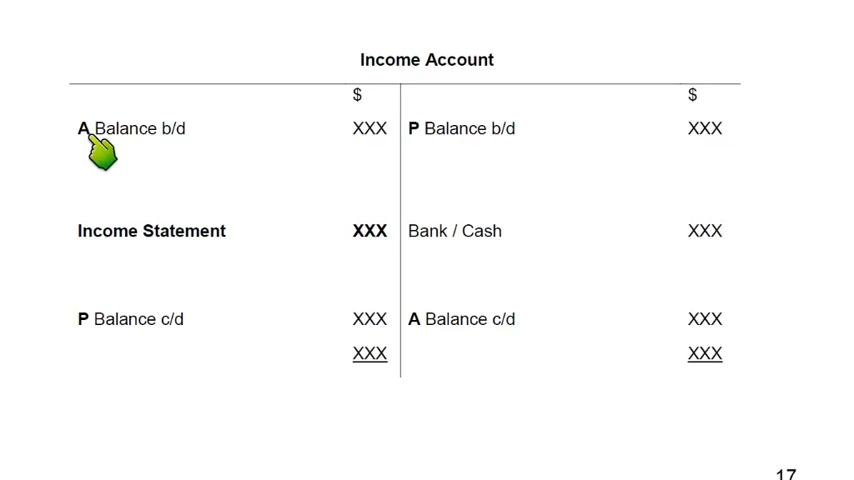 Income Account
$ $
A Balance b/d XXX P Balance b/d XXX
Income Statement XXX Bank / Cash XXX
P Balance c/d XXX A Balance c/d XXX
XXX XXX
17